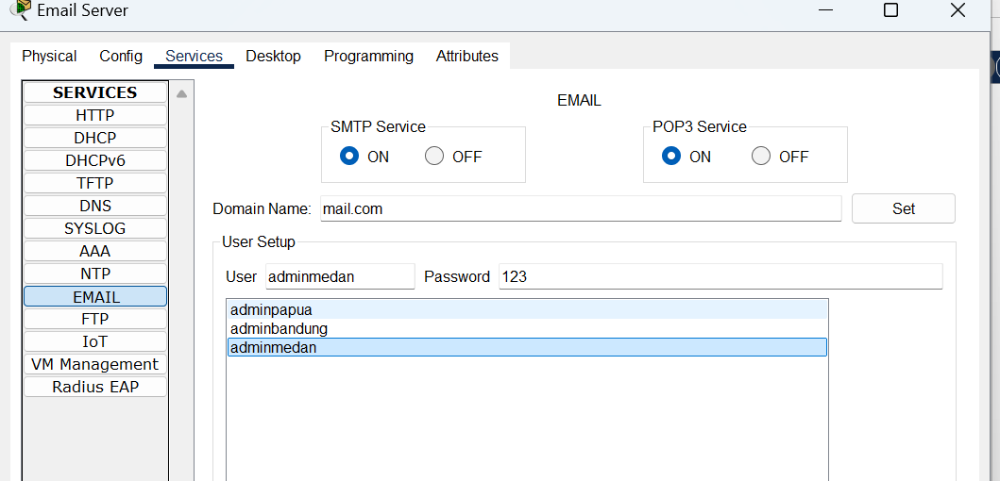 Email Server
Physical Config Services Desktop Programming Attributes
SERVICES
HTTP
DHCP
DHCPv6
TFTP
DNS
SYSLOG
AAA
NTP
EMAIL
FTP
IoT
VM Management
Radius EAP
EMAIL
SMTP Service
ON OFF
POP3 Service
ON OFF
Domain Name: mail.com Set
User Setup
User adminmedan Password 123
adminpapua
adminbandung
adminmedan